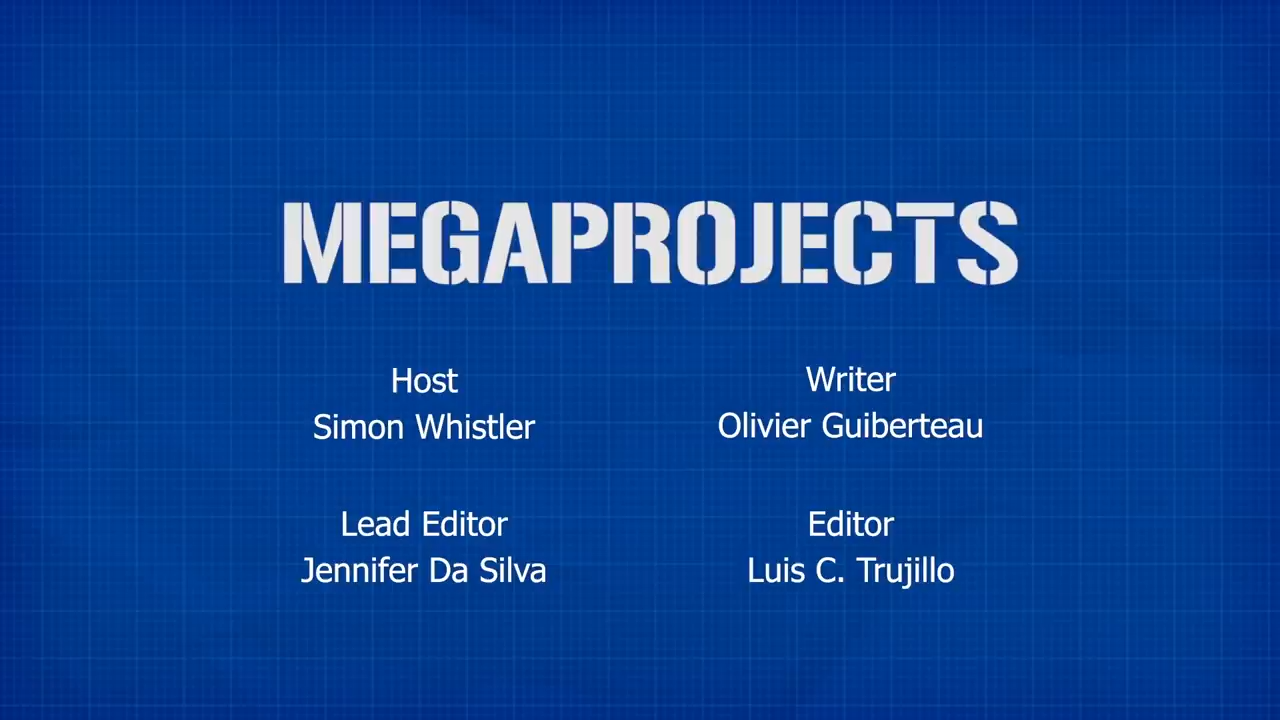 MEGAPROJECTS
Host
Simon Whistler
Writer
Olivier Guiberteau
Lead Editor
Jennifer Da Silva
Editor
Luis C. Trujillo